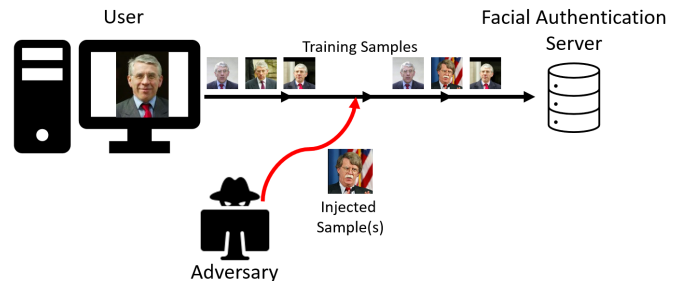 User
Facial Authentication
Server
Training Samples
Injected
Sample(s)
Adversary